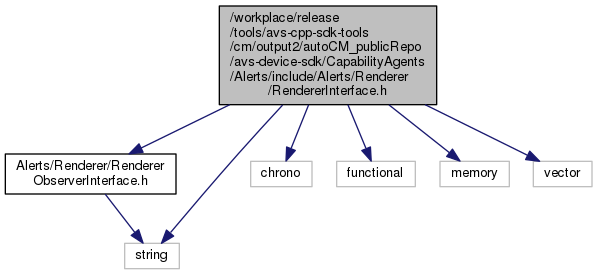 /workplace/release
/tools/avs-cpp-sdk-tools
/cm/output2/autoCM_publicRepo
/avs-device-sdk/CapabilityAgents
/Alerts/include/Alerts/Renderer
/RendererInterface.h
Alerts/Renderer/Renderer
ObserverInterface.h
chrono
functional
memory
vector
string